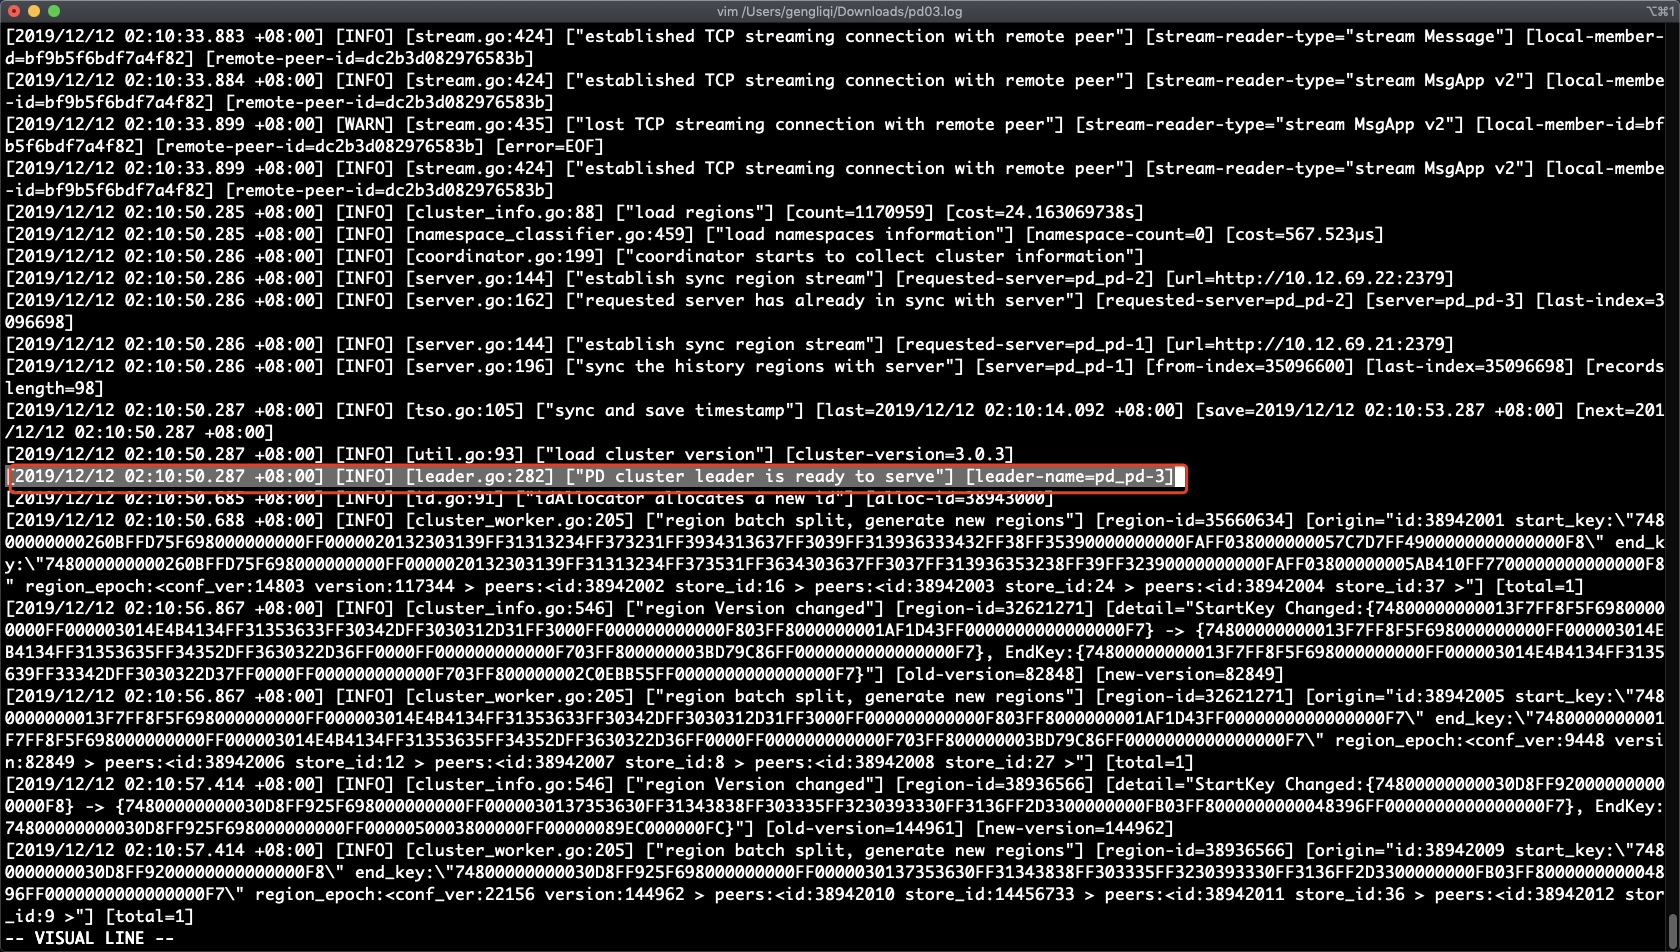 vim /Users/gengliqi/Downloads/pd03.log
⌥⌘1
[2019/12/12 02:10:33.883 +08:00] [INFO] [stream.go:424] ["established TCP streaming connection with remote peer"] [stream-reader-type="stream Message"] [local-member-
d=bf9b5f6bdf7a4f82] [remote-peer-id=dc2b3d082976583b]
[2019/12/12 02:10:33.884 +08:00] [INFO] [stream.go:424] ["established TCP streaming connection with remote peer"] [stream-reader-type="stream MsgApp v2"] [local-membe
-id=bf9b5f6bdf7a4f82] [remote-peer-id=dc2b3d082976583b]
[2019/12/12 02:10:33.899 +08:00] [WARN] [stream.go:435] ["lost TCP streaming connection with remote peer"] [stream-reader-type="stream MsgApp v2"] [local-member-id=bf
b5f6bdf7a4f82] [remote-peer-id=dc2b3d082976583b] [error=EOF]
[2019/12/12 02:10:33.899 +08:00] [INFO] [stream.go:424] ["established TCP streaming connection with remote peer"] [stream-reader-type="stream MsgApp v2"] [local-membe
-id=bf9b5f6bdf7a4f82] [remote-peer-id=dc2b3d082976583b]
[2019/12/12 02:10:50.285 +08:00] [INFO] [cluster_info.go:88] ["load regions"] [count=1170959] [cost=24.163069738s]
[2019/12/12 02:10:50.285 +08:00] [INFO] [namespace_classifier.go:459] ["load namespaces information"] [namespace-count=0] [cost=567.523µs]
[2019/12/12 02:10:50.286 +08:00] [INFO] [coordinator.go:199] ["coordinator starts to collect cluster information"]
[2019/12/12 02:10:50.286 +08:00] [INFO] [server.go:144] ["establish sync region stream"] [requested-server=pd_pd-2] [url=http://10.12.69.22:2379]
[2019/12/12 02:10:50.286 +08:00] [INFO] [server.go:162] ["requested server has already in sync with server"] [requested-server=pd_pd-2] [server=pd_pd-3] [last-index=3
096698]
[2019/12/12 02:10:50.286 +08:00] [INFO] [server.go:144] ["establish sync region stream"] [requested-server=pd_pd-1] [url=http://10.12.69.21:2379]
[2019/12/12 02:10:50.286 +08:00] [INFO] [server.go:196] ["sync the history regions with server"] [server=pd_pd-1] [from-index=35096600] [last-index=35096698] [records
length=98]
[2019/12/12 02:10:50.287 +08:00] [INFO] [tso.go:105] ["sync and save timestamp"] [last=2019/12/12 02:10:14.092 +08:00] [save=2019/12/12 02:10:53.287 +08:00] [next=201
/12/12 02:10:50.287 +08:00]
[2019/12/12 02:10:50.287 +08:00] [INFO] [util.go:93] ["load cluster version"] [cluster-version=3.0.3]
[2019/12/12 02:10:50.287 +08:00] [INFO] [leader.go:282] ["PD cluster leader is ready to serve"] [leader-name=pd_pd-3]
[2019/12/12 02:10:50.685 +08:00] [INFO] [id.go:91] ["idAllocator allocates a new id"] [alloc-id=38943000]
[2019/12/12 02:10:50.688 +08:00] [INFO] [cluster_worker.go:205] ["region batch split, generate new regions"] [region-id=35660634] [origin="id:38942001 start_key:\"748
00000000260BFFD75F698000000000FF0000020132303139FF31313234FF373231FF3934313637FF3039FF313936333432FF38FF35390000000000FAFF038000000057C7D7FF4900000000000000F8\" end_k
y:\"748000000000260BFFD75F698000000000FF0000020132303139FF31313234FF373531FF3634303637FF3037FF313936353238FF39FF32390000000000FAFF03800000005AB410FF7700000000000000F8
" region_epoch:<conf_ver:14803 version:117344 > peers:<id:38942002 store_id:16 > peers:<id:38942003 store_id:24 > peers:<id:38942004 store_id:37 >"] [total=1]
[2019/12/12 02:10:56.867 +08:00] [INFO] [cluster_info.go:546] ["region Version changed"] [region-id=32621271] [detail="StartKey Changed:{74800000000013F7FF8F5F6980000
0000FF000003014E4B4134FF31353633FF30342DFF3030312D31FF3000FF000000000000F803FF8000000001AF1D43FF0000000000000000F7} -> {74800000000013F7FF8F5F698000000000FF000003014E
B4134FF31353635FF34352DFF3630322D36FF0000FF000000000000F703FF800000003BD79C86FF0000000000000000F7}, EndKey:{74800000000013F7FF8F5F698000000000FF000003014E4B4134FF3135
639FF33342DFF3030322D37FF0000FF000000000000F703FF800000002C0EBB55FF0000000000000000F7}"] [old-version=82848] [new-version=82849]
[2019/12/12 02:10:56.867 +08:00] [INFO] [cluster_worker.go:205] ["region batch split, generate new regions"] [region-id=32621271] [origin="id:38942005 start_key:\"748
0000000013F7FF8F5F698000000000FF000003014E4B4134FF31353633FF30342DFF3030312D31FF3000FF000000000000F803FF8000000001AF1D43FF0000000000000000F7\" end_key:\"7480000000001
F7FF8F5F698000000000FF000003014E4B4134FF31353635FF34352DFF3630322D36FF0000FF000000000000F703FF800000003BD79C86FF0000000000000000F7\" region_epoch:<conf_ver:9448 versi
n:82849 > peers:<id:38942006 store_id:12 > peers:<id:38942007 store_id:8 > peers:<id:38942008 store_id:27 >"] [total=1]
[2019/12/12 02:10:57.414 +08:00] [INFO] [cluster_info.go:546] ["region Version changed"] [region-id=38936566] [detail="StartKey Changed:{74800000000030D8FF92000000000
0000F8} -> {74800000000030D8FF925F698000000000FF0000030137353630FF31343838FF303335FF3230393330FF3136FF2D3300000000FB03FF8000000000048396FF0000000000000000F7}, EndKey:
74800000000030D8FF925F698000000000FF0000050003800000FF00000089EC000000FC}"] [old-version=144961] [new-version=144962]
[2019/12/12 02:10:57.414 +08:00] [INFO] [cluster_worker.go:205] ["region batch split, generate new regions"] [region-id=38936566] [origin="id:38942009 start_key:\"748
0000000030D8FF9200000000000000F8\" end_key:\"74800000000030D8FF925F698000000000FF0000030137353630FF31343838FF303335FF3230393330FF3136FF2D3300000000FB03FF8000000000048
96FF0000000000000000F7\" region_epoch:<conf_ver:22156 version:144962 > peers:<id:38942010 store_id:14456733 > peers:<id:38942011 store_id:36 > peers:<id:38942012 stor
_id:9 >"] [total=1]
-- VISUAL LINE --